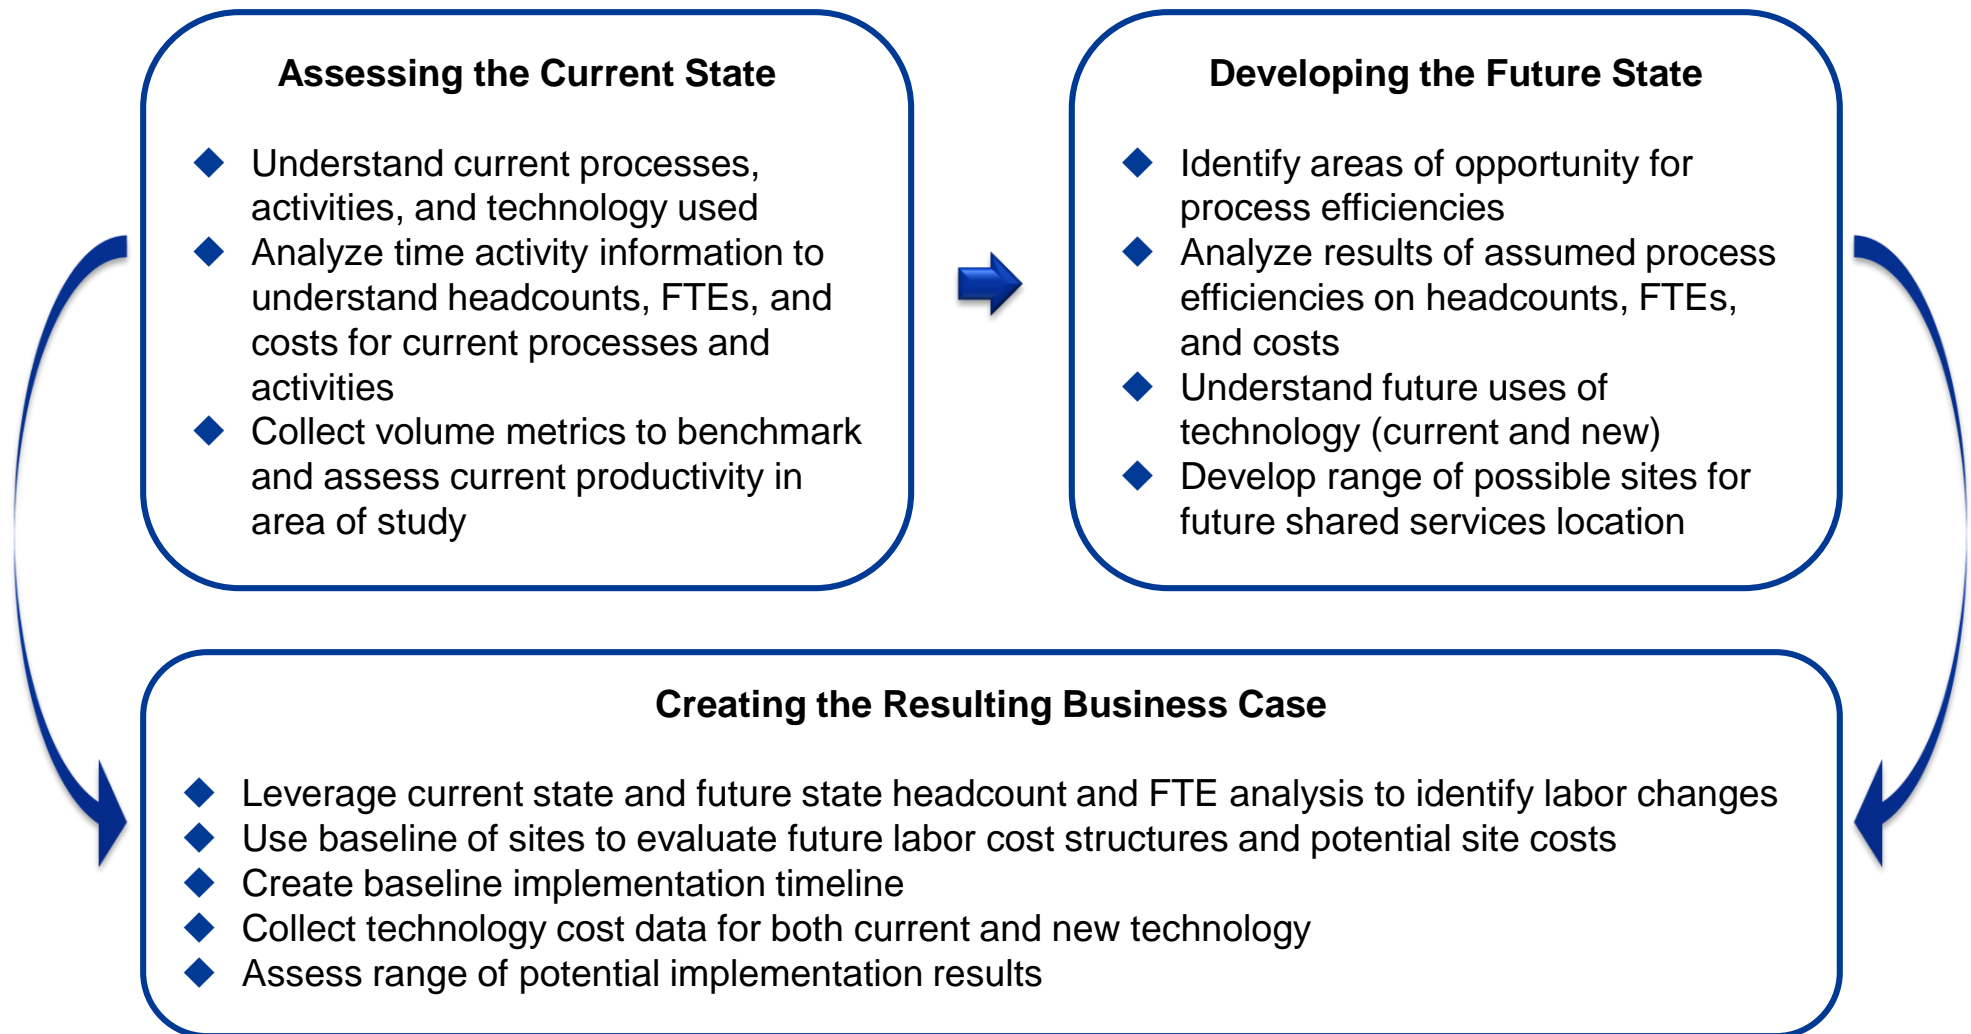 Assessing the Current State
Understand current processes,
activities, and technology used
Analyze time activity information to
understand headcounts, FTEs, and
costs for current processes and
activities
Collect volume metrics to benchmark
and assess current productivity in
area of study
Developing the Future State
Identify areas of opportunity for
process efficiencies
Analyze results of assumed process
efficiencies on headcounts, FTEs,
and costs
Understand future uses of
technology (current and new)
Develop range of possible sites for
future shared services location
Creating the Resulting Business Case
Leverage current state and future state headcount and FTE analysis to identify labor changes
Use baseline of sites to evaluate future labor cost structures and potential site costs
Create baseline implementation timeline
Collect technology cost data for both current and new technology
Assess range of potential implementation results